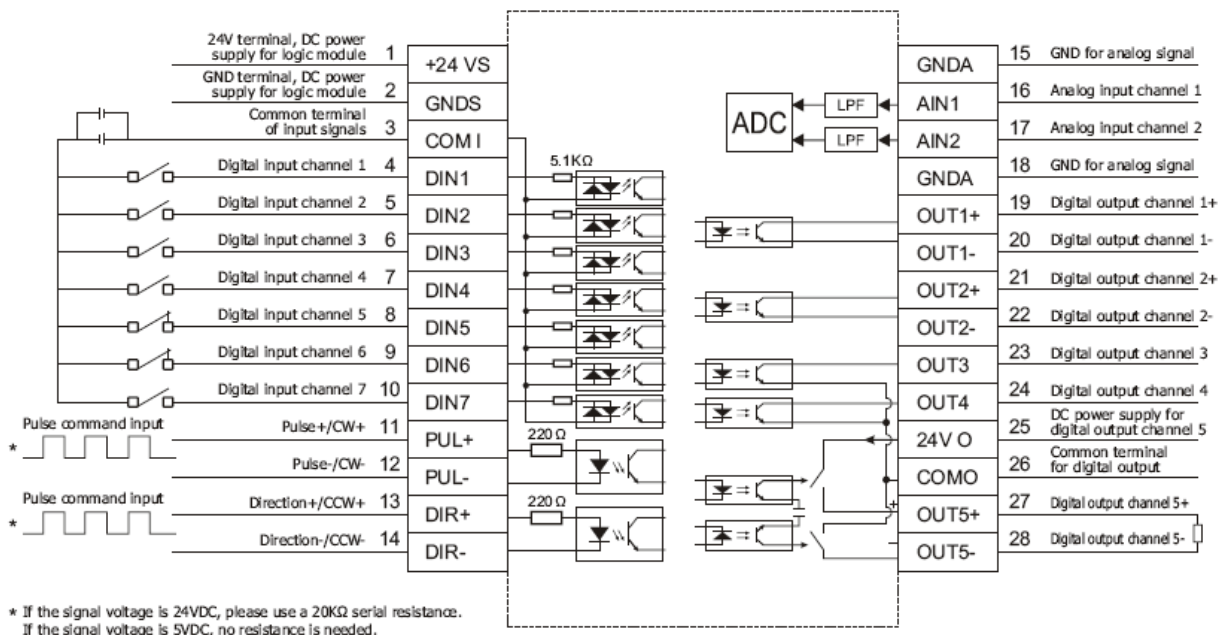 24V terminal, DC power
supply for logic module 1 +24 VS
GND terminal, DC power
supply for logic module 2 GNDS
Common terminal
of input signals 3 COM I
Digital input channel 1 4 DIN1
Digital input channel 2 5 DIN2
Digital input channel 3 6 DIN3
Digital input channel 4 7 DIN4
Digital input channel 5 8 DIN5
Digital input channel 6 9 DIN6
Digital input channel 7 10 DIN7
Pulse command input
* Pulse+/CW+ 11 PUL+
Pulse-/CW- 12 PUL-
Pulse command input
* Direction+/CCW+ 13 DIR+
Direction-/CCW- 14 DIR-
5.1KΩ
220 Ω
220 Ω
ADC
LPF
LPF
GNDA 15 GND for analog signal
AIN1 16 Analog input channel 1
AIN2 17 Analog input channel 2
GNDA 18 GND for analog signal
OUT1+ 19 Digital output channel 1+
OUT1- 20 Digital output channel 1-
OUT2+ 21 Digital output channel 2+
OUT2- 22 Digital output channel 2-
OUT3 23 Digital output channel 3
OUT4 24 Digital output channel 4
24V O 25 DC power supply for
digital output channel 5
COMO 26 Common terminal
for digital output
+ OUT5+ 27 Digital output channel 5+
- OUT5- 28 Digital output channel 5-
* If the signal voltage is 24VDC, please use a 20KΩ serial resistance.
If the signal voltage is 5VDC, no resistance is needed.